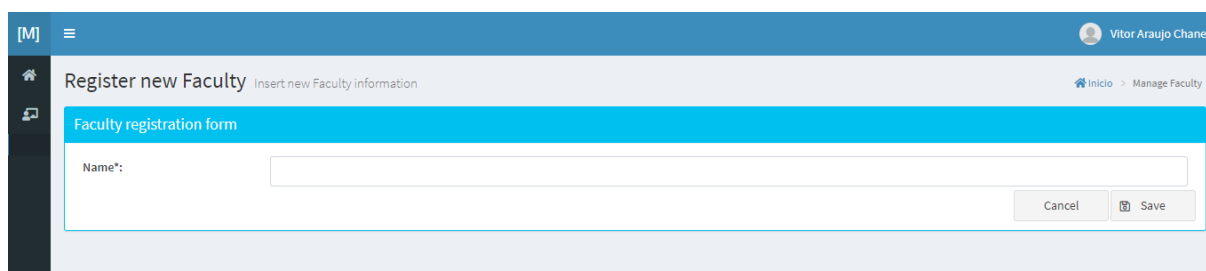 [M] Vitor Araujo Chane
Register new Faculty Insert new Faculty information Inicio > Manage Faculty
Faculty registration form
Name*:
Cancel Save